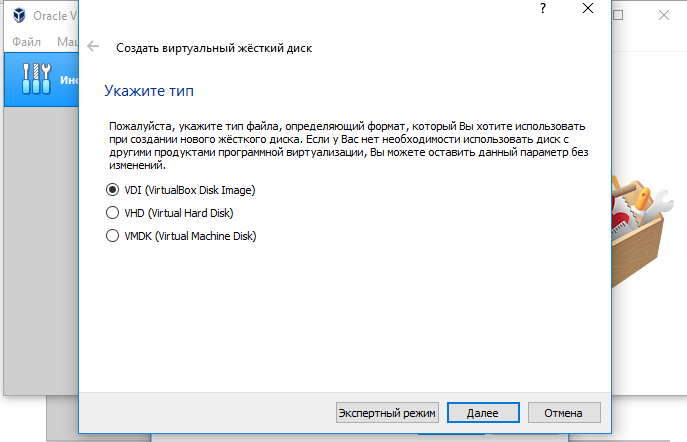 Oracle V
?
Файл
Создать виртуальный жёсткий диск
Укажите тип
Пожалуйста, укажите тип файла, определяющий формат, который Вы хотите использовать
при создании нового жёсткого диска. Если у Вас нет необходимости использовать диск с
другими продуктами программной виртуализации, Вы можете оставить данный параметр без
изменений.
VDI (VirtualBox Disk Image)
VHD (Virtual Hard Disk)
VMDK (Virtual Machine Disk)
Экспертный режим
Далее
Отмена